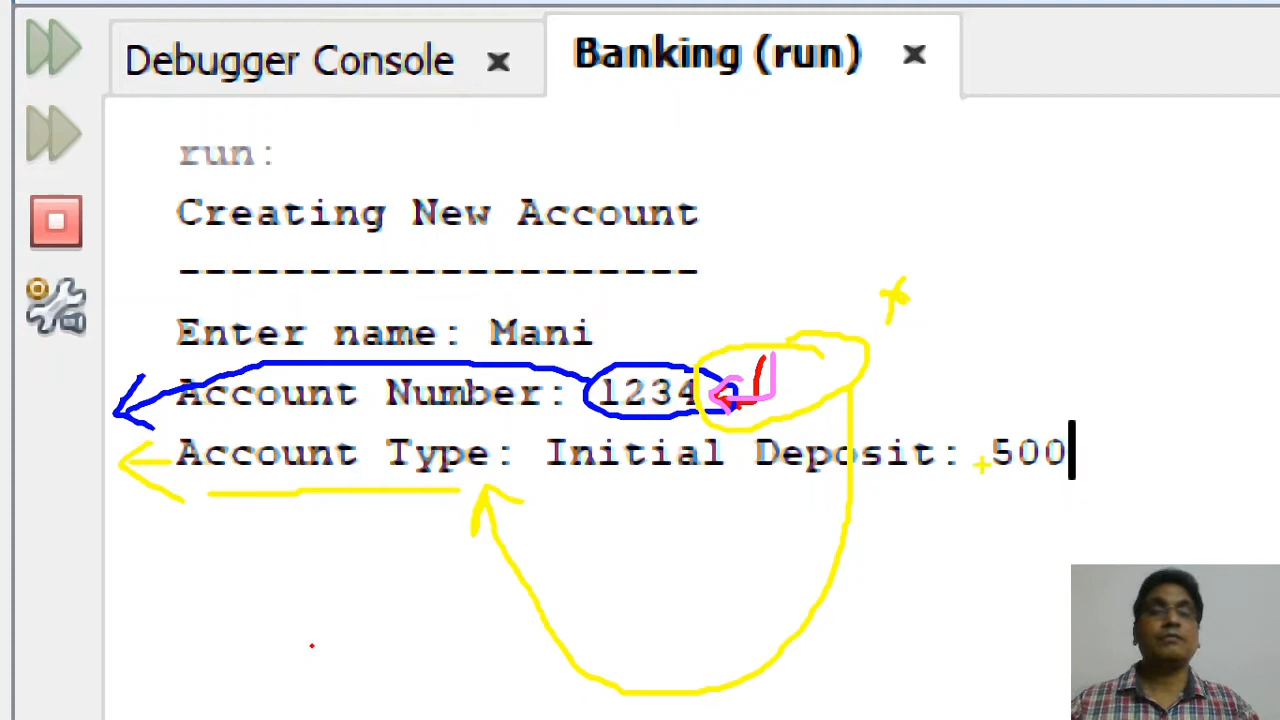 Debugger Console
Banking (run)
run:
Creating New Account
--------------------
Enter name: Mani
Account Number: 1234
Account Type: Initial Deposit: 500